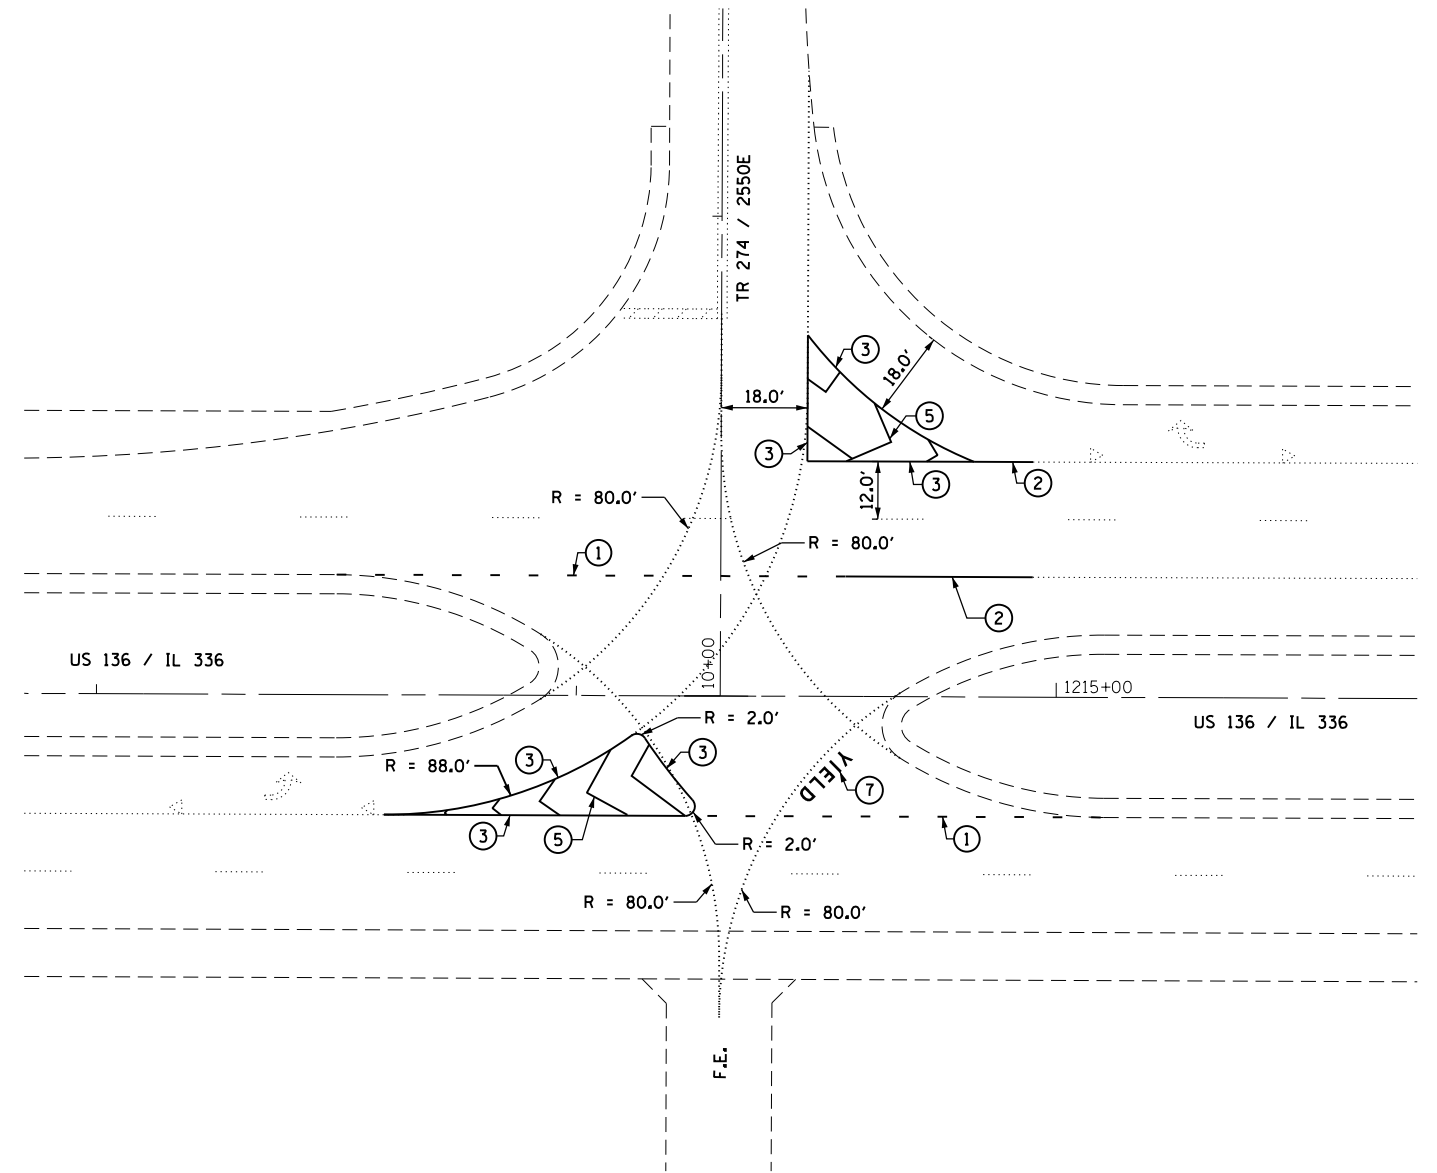 TR 274 / 2550E
3
18.0'
18.0'
5
3
3
2
12.0'
R = 80.0'
R = 80.0'
1
2
US 136 / IL 336
10+00
1215+00
R = 2.0'
US 136 / IL 336
3
3
R = 88.0'
YIELD
7
3
5
R = 2.0'
1
R = 80.0'
R = 80.0'
F.E.